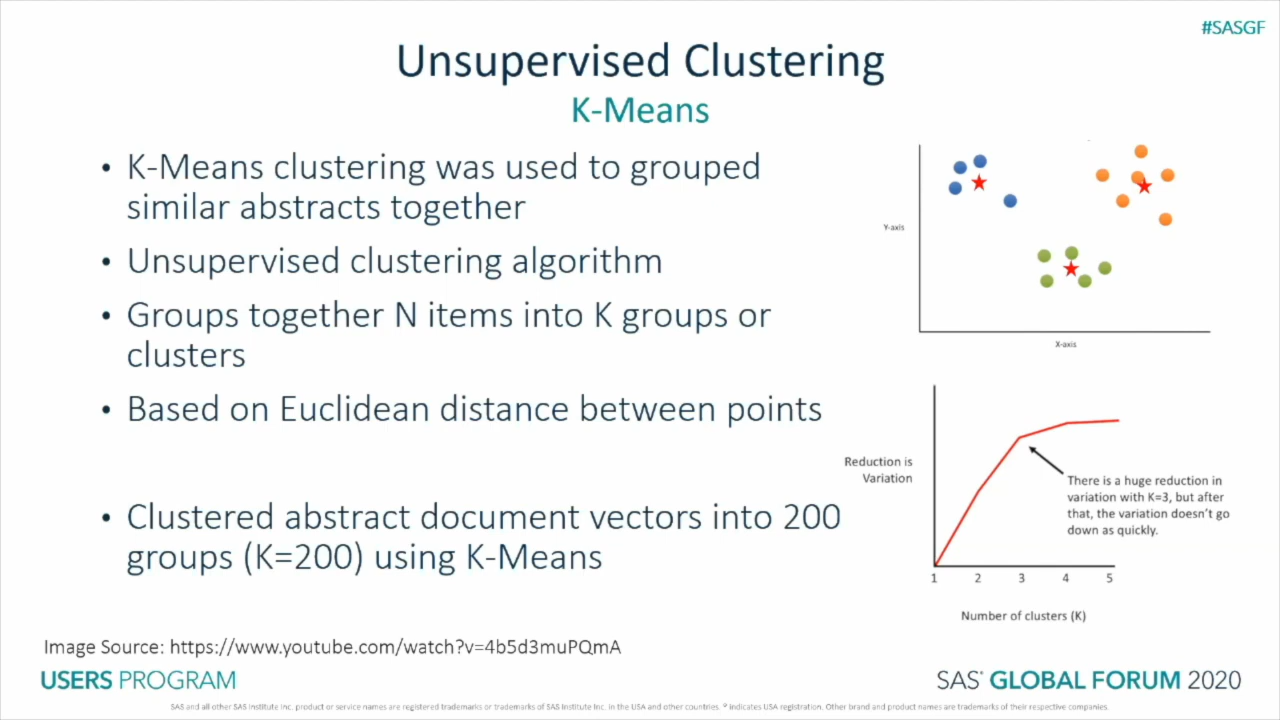 #SASGF
Unsupervised Clustering
K-Means
• K-Means clustering was used to grouped
similar abstracts together
• Unsupervised clustering algorithm
• Groups together N items into K groups or
clusters
• Based on Euclidean distance between points
• Clustered abstract document vectors into 200
groups (K=200) using K-Means
Y-axis
X-axis
Reduction is
Variation
There is a huge reduction in
variation with K=3, but after
that, the variation doesn't go
down as quickly.
1 2 3 4 5
Number of clusters (K)
Image Source: https://www.youtube.com/watch?v=4b5d3muPQmA
USERS PROGRAM
SAS® GLOBAL FORUM 2020
SAS and all other SAS Institute Inc. product or service names are registered trademarks or trademarks of SAS Institute Inc. in the USA and other countries. ® indicates USA registration. Other brand and product names are trademarks of their respective companies.